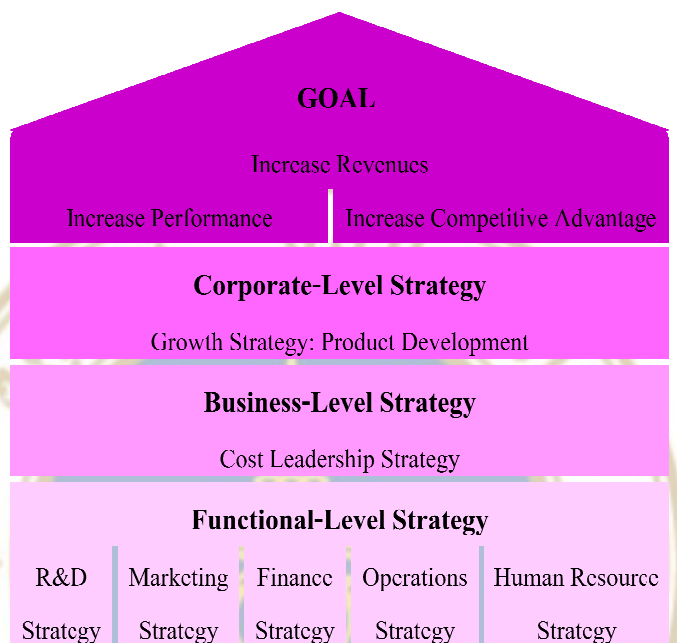 GOAL
Increase Revenues
Increase Performance Increase Competitive Advantage
Corporate-Level Strategy
Growth Strategy: Product Development
Business-Level Strategy
Cost Leadership Strategy
Functional-Level Strategy
R&D Marketing Finance Operations Human Resource
Strategy Strategy Strategy Strategy Strategy